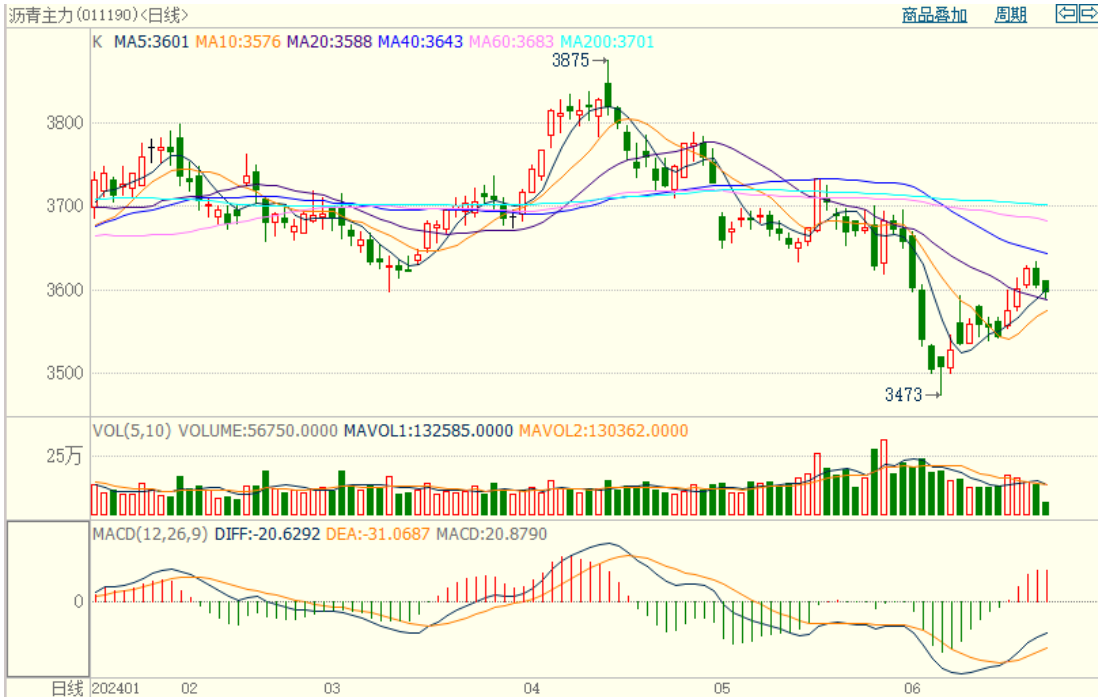 沥青主力(011190)<日线> 商品叠加 周期
K MA5:3601 MA10:3576 MA20:3588 MA40:3643 MA60:3683 MA200:3701
3875
3800
3700
3600
3500
3473
VOL(5,10) VOLUME:56750.0000 MAVOL1:132585.0000 MAVOL2:130362.0000
25万
MACD(12,26,9) DIFF:-20.6292 DEA:-31.0687 MACD:20.8790
0
日线 202401 02 03 04 05 06